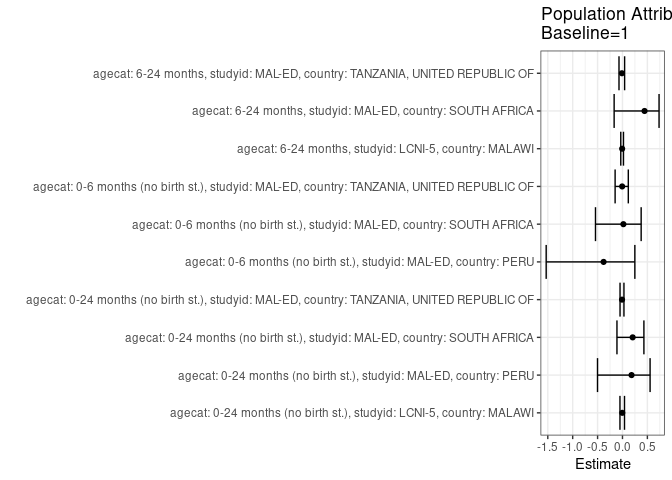 Population Attrib
Baseline=1
agecat: 6-24 months, studyid: MAL-ED, country: TANZANIA, UNITED REPUBLIC OF
agecat: 6-24 months, studyid: MAL-ED, country: SOUTH AFRICA
agecat: 6-24 months, studyid: LCNI-5, country: MALAWI
agecat: 0-6 months (no birth st.), studyid: MAL-ED, country: TANZANIA, UNITED REPUBLIC OF
agecat: 0-6 months (no birth st.), studyid: MAL-ED, country: SOUTH AFRICA
agecat: 0-6 months (no birth st.), studyid: MAL-ED, country: PERU
agecat: 0-24 months (no birth st.), studyid: MAL-ED, country: TANZANIA, UNITED REPUBLIC OF
agecat: 0-24 months (no birth st.), studyid: MAL-ED, country: SOUTH AFRICA
agecat: 0-24 months (no birth st.), studyid: MAL-ED, country: PERU
agecat: 0-24 months (no birth st.), studyid: LCNI-5, country: MALAWI
-1.5 -1.0 -0.5 0.0 0.5
Estimate